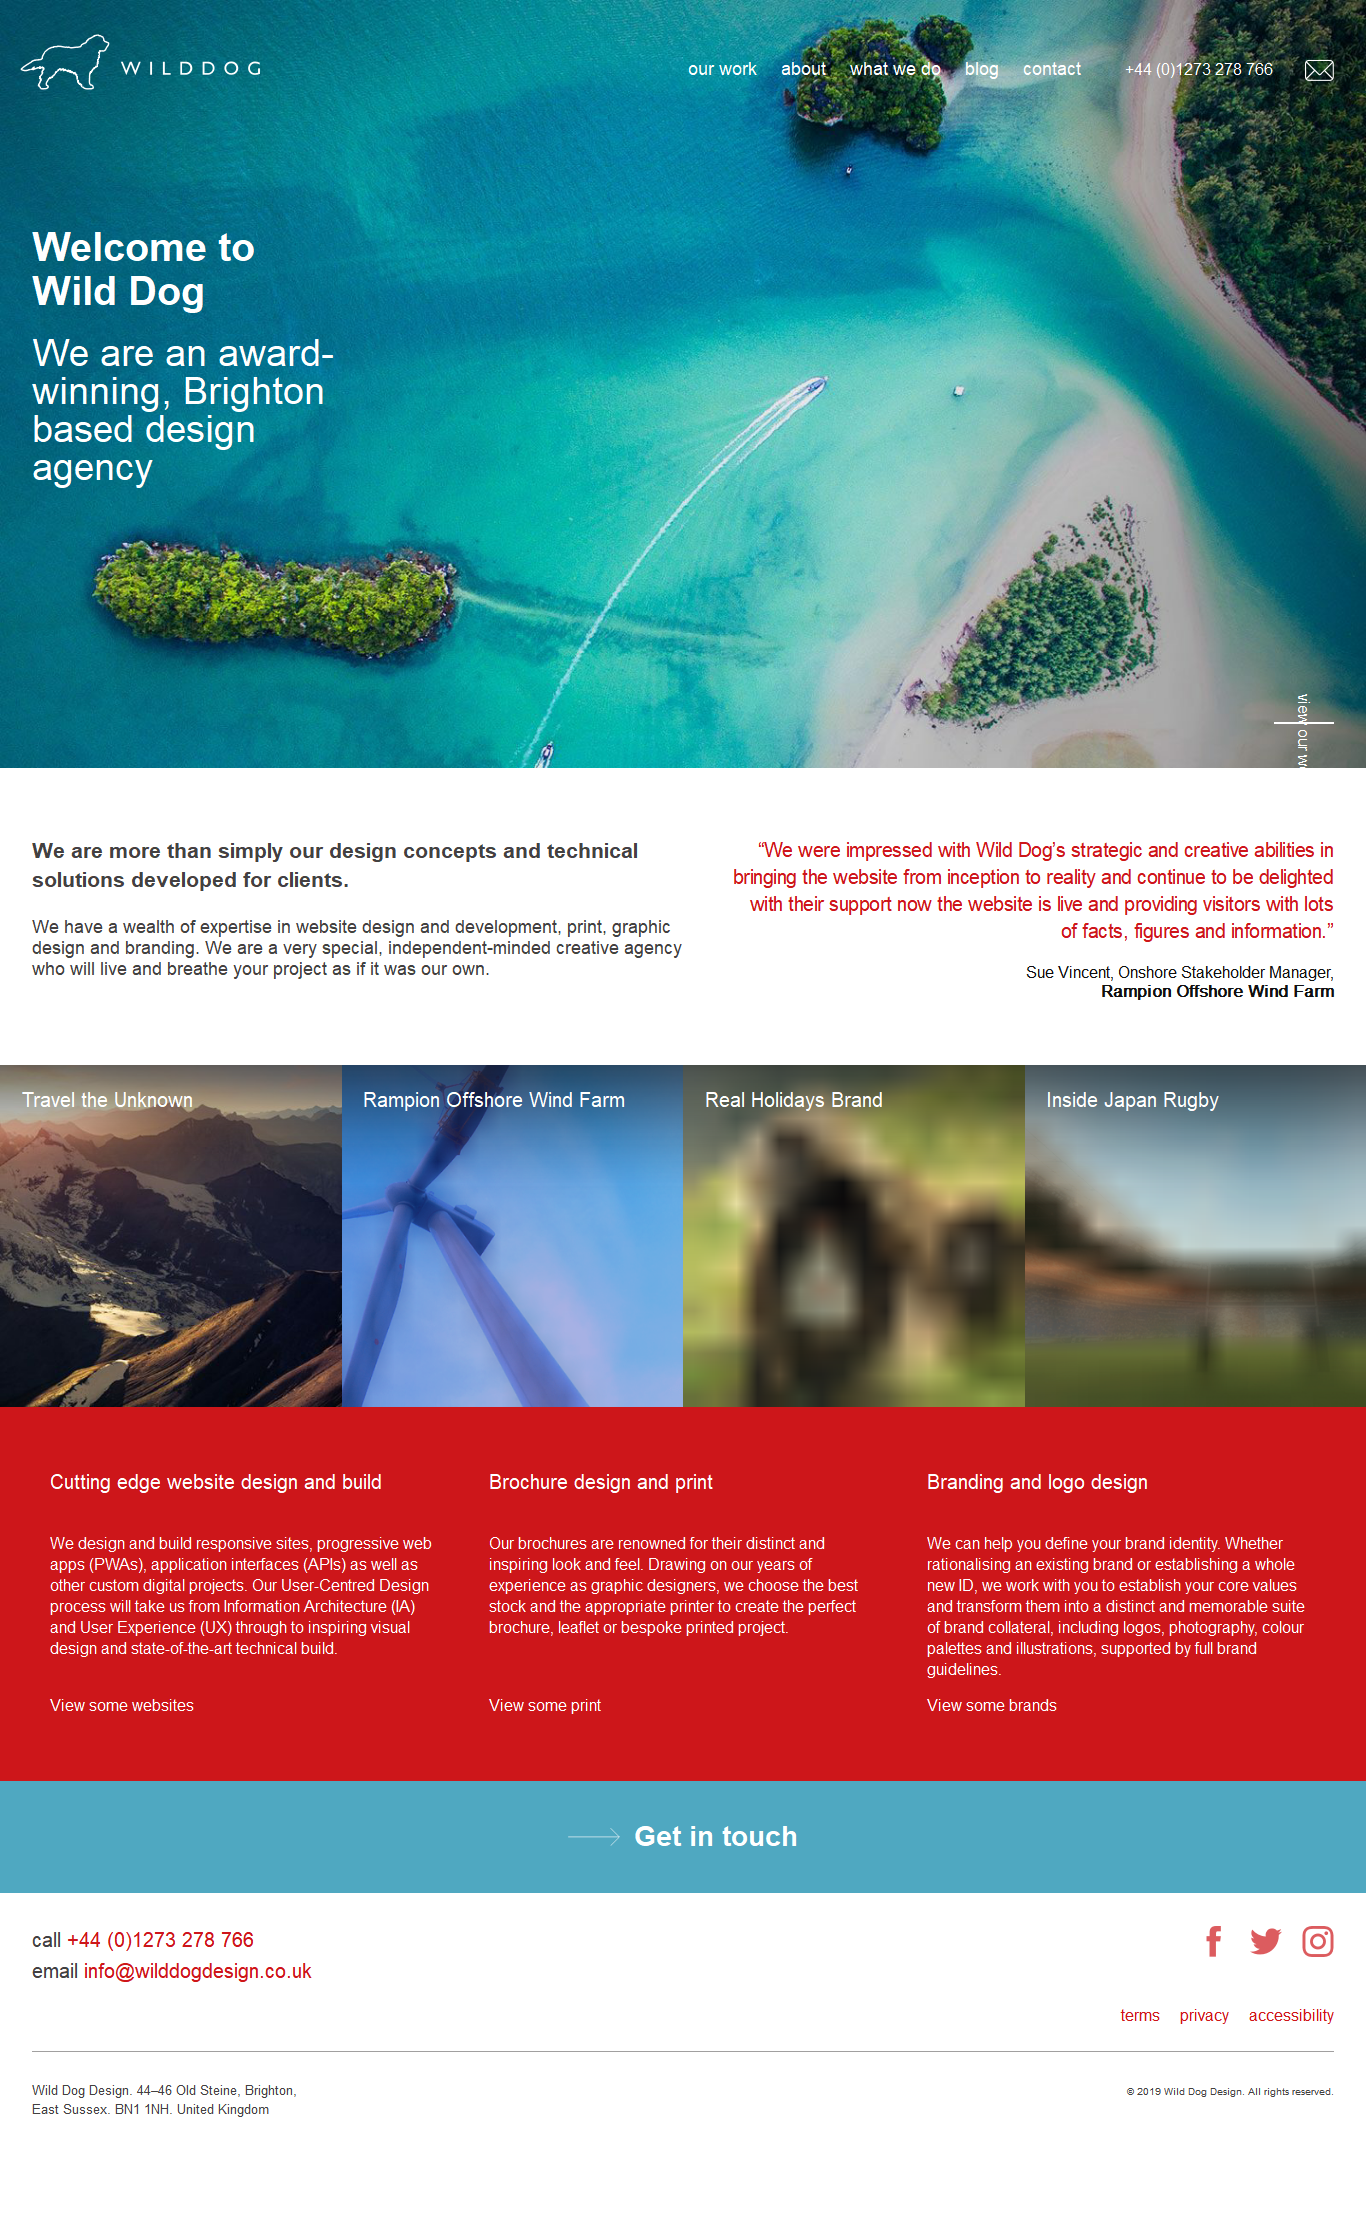 WILDDOG
our work about what we do blog contact +44 (0)1273 278 766
Welcome to
Wild Dog
We are an award-
winning, Brighton
based design
agency
view our
We are more than simply our design concepts and technical
solutions developed for clients.
We have a wealth of expertise in website design and development, print, graphic
design and branding. We are a very special, independent-minded creative agency
who will live and breathe your project as if it was our own.
“We were impressed with Wild Dog’s strategic and creative abilities in
bringing the website from inception to reality and continue to be delighted
with their support now the website is live and providing visitors with lots
of facts, figures and information.”
Sue Vincent, Onshore Stakeholder Manager,
Rampion Offshore Wind Farm
Travel the Unknown
Rampion Offshore Wind Farm
Real Holidays Brand
Inside Japan Rugby
Cutting edge website design and build
We design and build responsive sites, progressive web
apps (PWAs), application interfaces (APIs) as well as
other custom digital projects. Our User-Centred Design
process will take us from Information Architecture (IA)
and User Experience (UX) through to inspiring visual
design and state-of-the-art technical build.
View some websites
Brochure design and print
Our brochures are renowned for their distinct and
inspiring look and feel. Drawing on our years of
experience as graphic designers, we choose the best
stock and the appropriate printer to create the perfect
brochure, leaflet or bespoke printed project.
View some print
Branding and logo design
We can help you define your brand identity. Whether
rationalising an existing brand or establishing a whole
new ID, we work with you to establish your core values
and transform them into a distinct and memorable suite
of brand collateral, including logos, photography, colour
palettes and illustrations, supported by full brand
guidelines.
View some brands
Get in touch
call +44 (0)1273 278 766
email info@wilddogdesign.co.uk
terms privacy accessibility
Wild Dog Design. 44–46 Old Steine, Brighton,
East Sussex. BN1 1NH. United Kingdom
© 2019 Wild Dog Design. All rights reserved.